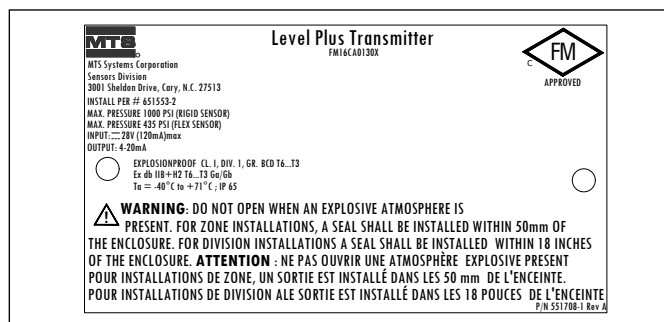 MTS
Level Plus Transmitter
FM16CA0130X
MTS Systems Corporation
Sensors Division
3001 Sheldon Drive, Cary, N.C. 27513
INSTALL PER # 651553-2
MAX. PRESSURE 1000 PSI (RIGID SENSOR)
MAX. PRESSURE 435 PSI (FLEX SENSOR)
INPUT: ⎓ 28V (120mA)max
OUTPUT: 4-20mA
C FM
APPROVED
EXPLOSIONPROOF CL. I, DIV. 1, GR. BCD T6...T3
Ex db IIB+H2 T6...T3 Ga/Gb
Ta = -40°C to +71°C ; IP 65
WARNING: DO NOT OPEN WHEN AN EXPLOSIVE ATMOSPHERE IS
PRESENT. FOR ZONE INSTALLATIONS, A SEAL SHALL BE INSTALLED WITHIN 50mm OF
THE ENCLOSURE. FOR DIVISION INSTALLATIONS A SEAL SHALL BE INSTALLED WITHIN 18 INCHES
OF THE ENCLOSURE. ATTENTION : NE PAS OUVRIR UNE ATMOSPHÈRE EXPLOSIVE PRESENT
POUR INSTALLATIONS DE ZONE, UN SORTIE EST INSTALLÉ DANS LES 50 mm DE L'ENCEINTE.
POUR INSTALLATIONS DE DIVISION ALE SORTIE EST INSTALLÉ DANS LES 18 POUCES DE L'ENCEINTE
P/N 551708-1 Rev A